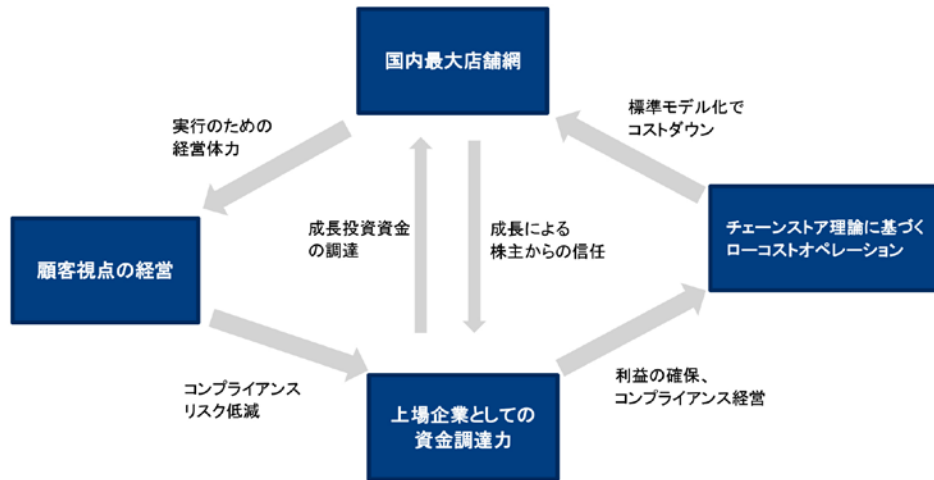 国内最大店舗網
実行のための
経営体力
標準モデル化で
コストダウン
成長投資資金
の調達
成長による
株主からの信任
チェーンストア理論に基づく
ローコストオペレーション
顧客視点の経営
コンプライアンス
リスク低減
利益の確保、
コンプライアンス経営
上場企業としての
資金調達力